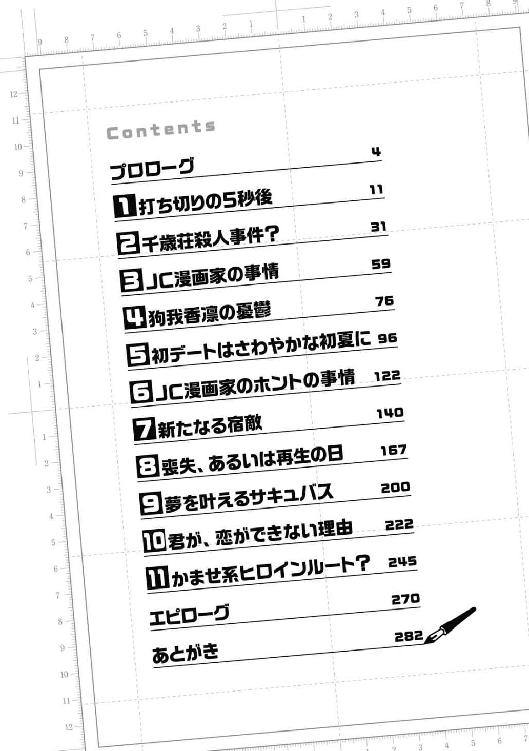 Contents
プロローグ 4
1 打ち切りの5秒後 11
2 千歳荘殺人事件? 31
3 JC漫画家の事情 59
4 狗我香凛の憂鬱 76
5 初デートはさわやかな初夏に 96
6 JC漫画家のホントの事情 122
7 新たなる宿敵 140
8 喪失、あるいは再生の日 167
9 夢を叶えるサキュバス 200
10 君が、恋ができない理由 222
11 かませ系ヒロインルート? 245
エピローグ 270
あとがき 282